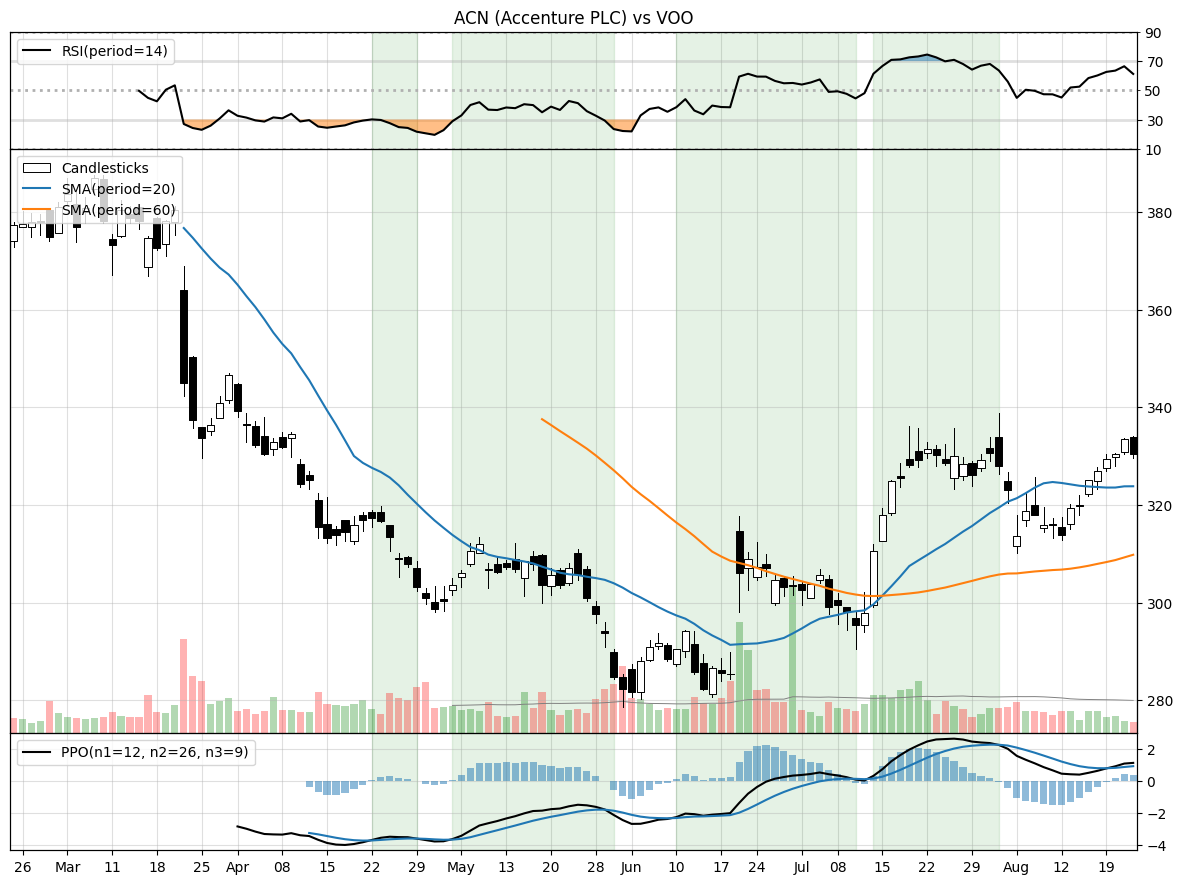 ACN (Accenture PLC) vs VOO
RSI(period=14)
90
70
50
30
10
Candlesticks
SMA(period=20)
SMA(period=60)
380
360
340
320
300
280
PPO(n1=12, n2=26, n3=9)
2
0
−2
−4
26 Mar 11 18 25 Apr 08 15 22 29 May 13 20 28 Jun 10 17 24 Jul 08 15 22 29 Aug 12 19